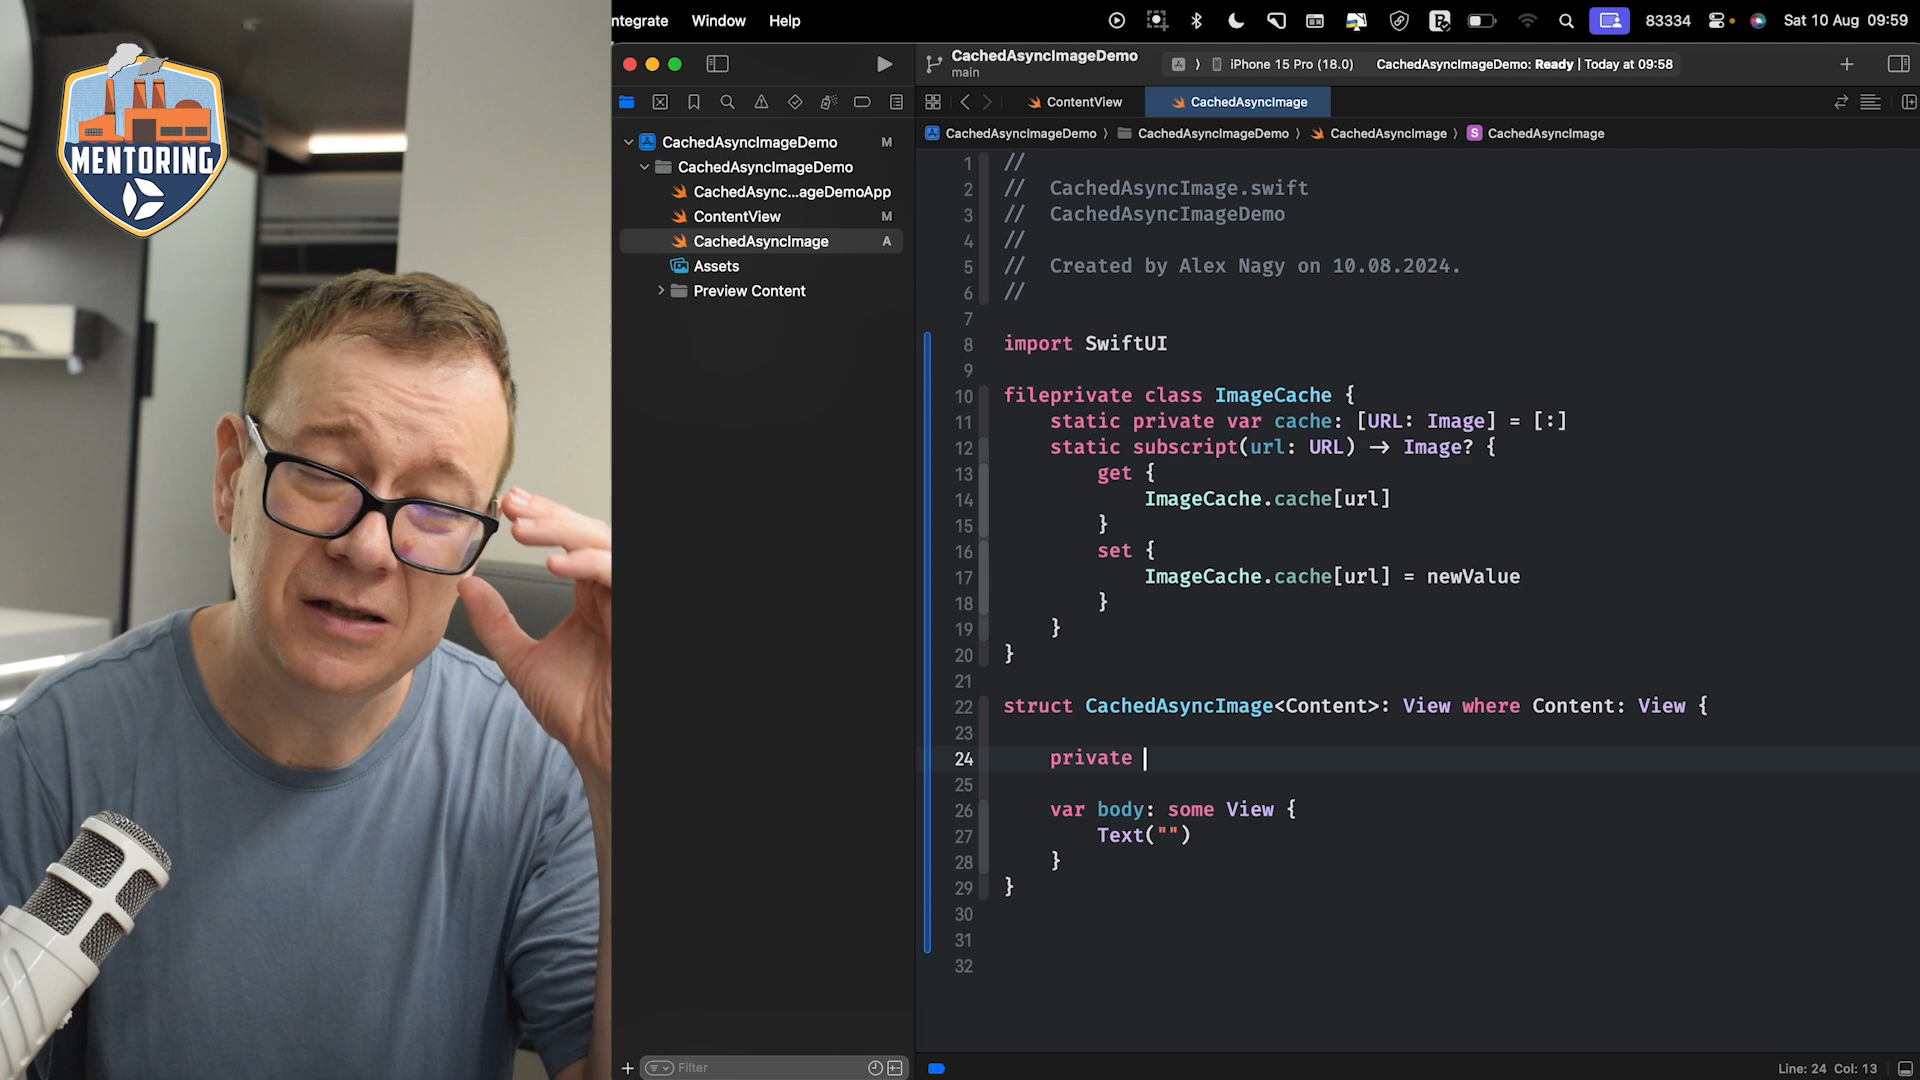 MENTORING
ntegrate Window Help
83334
Sat 10 Aug 09:59
CachedAsyncImageDemo
main
iPhone 15 Pro (18.0)
CachedAsyncImageDemo: Ready | Today at 09:58
ContentView
CachedAsyncImage
CachedAsyncImageDemo M
CachedAsyncImageDemo
CachedAsync...ageDemoApp
ContentView M
CachedAsyncImage A
Assets
Preview Content
Filter
CachedAsyncImageDemo 〉 CachedAsyncImageDemo 〉 CachedAsyncImage 〉 S CachedAsyncImage
1 //
2 // CachedAsyncImage.swift
3 // CachedAsyncImageDemo
4 //
5 // Created by Alex Nagy on 10.08.2024.
6 //
7
8 import SwiftUI
9
10 fileprivate class ImageCache {
11 static private var cache: [URL: Image] = [:]
12 static subscript(url: URL) -> Image? {
13 get {
14 ImageCache.cache[url]
15 }
16 set {
17 ImageCache.cache[url] = newValue
18 }
19 }
20 }
21
22 struct CachedAsyncImage<Content>: View where Content: View {
23
24 private
25
26 var body: some View {
27 Text("")
28 }
29 }
30
31
32
Line: 24 Col: 13